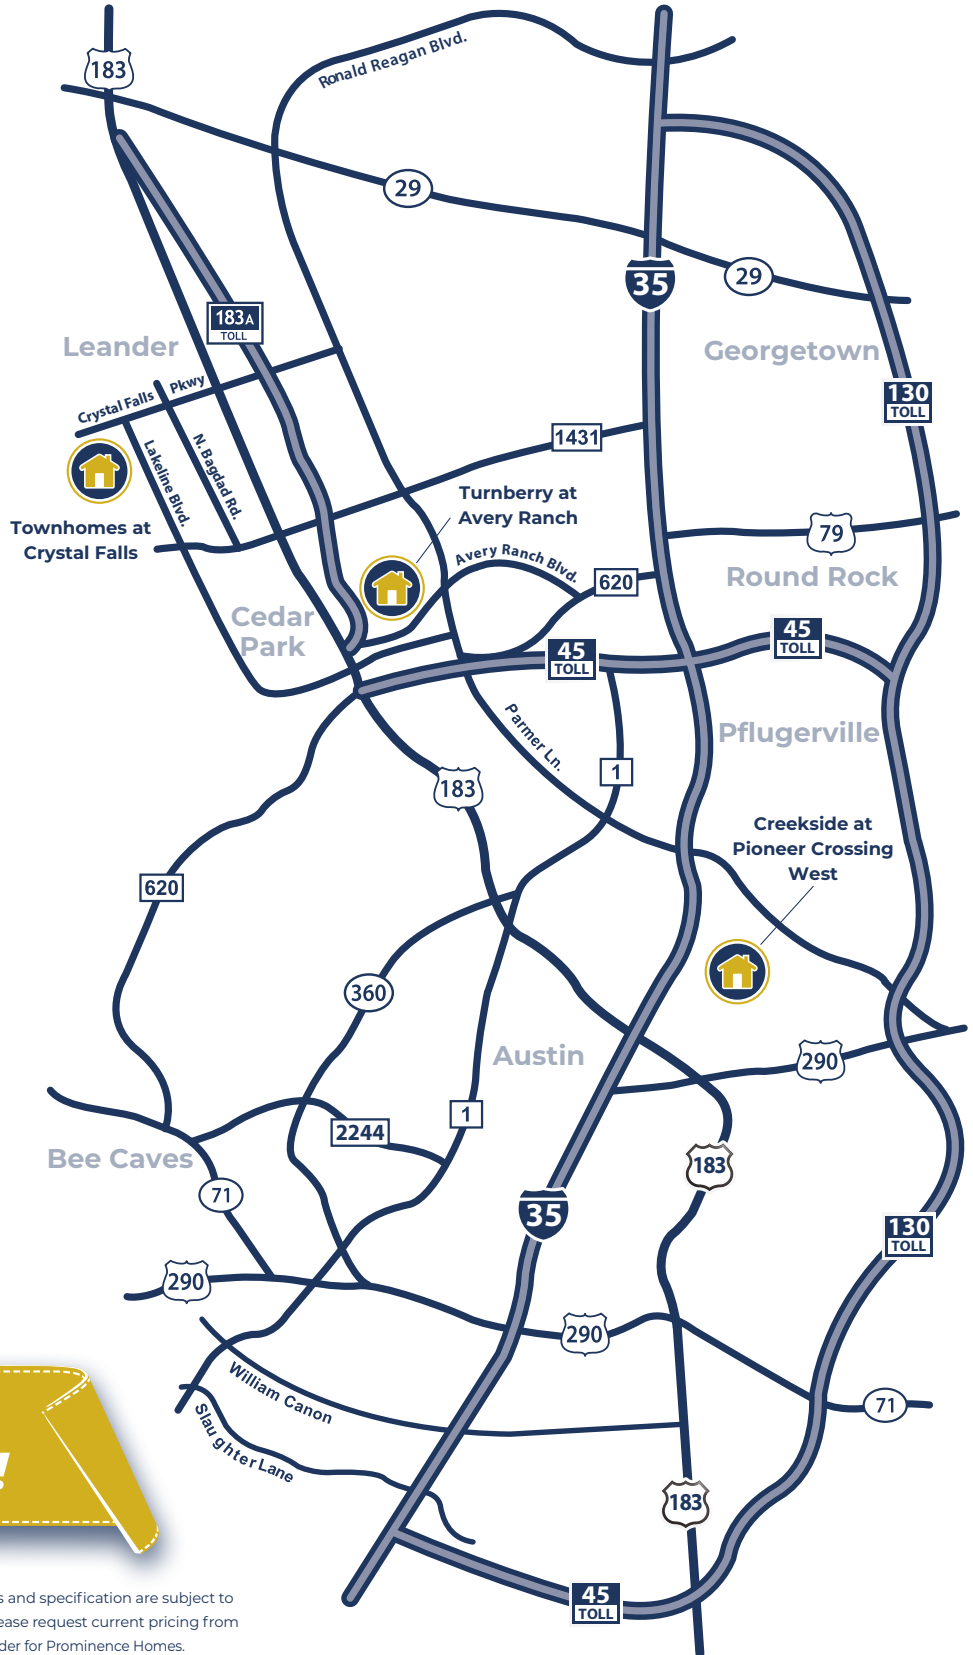 Ronald Reagan Blvd.
183
29
35
29
183A
TOLL
Leander
Georgetown
Crystal Falls Pkwy
130
TOLL
1431
Lakeline Blvd.
N. Bagdad Rd.
Turnberry at
Avery Ranch
Townhomes at
Crystal Falls
79
Avery Ranch Blvd.
620
Round Rock
Cedar
Park
45
TOLL
45
TOLL
Parmer Ln.
Pflugerville
1
183
Creekside at
Pioneer Crossing
West
620
360
Austin
290
1
2244
Bee Caves
183
71
35
130
TOLL
290
290
William Canon
71
Slaughter Lane
!
183
s and specification are subject to
ease request current pricing from
der for Prominence Homes.
45
TOLL